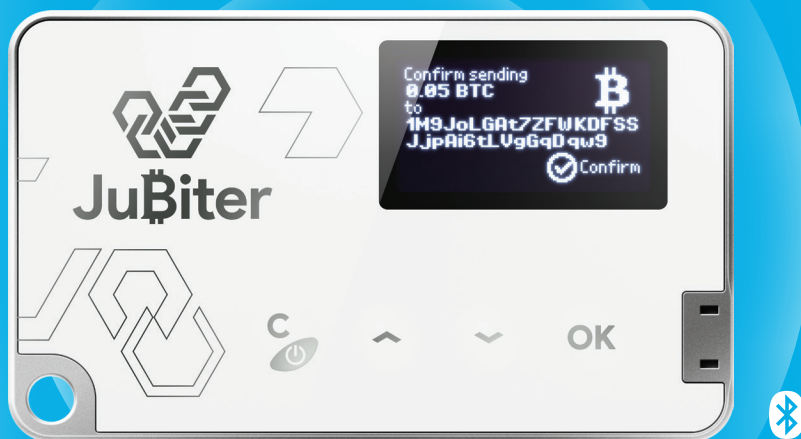 JuBiter
Confirm sending
0.05 BTC
to
1M9JoLGAt7ZFWKDFSS
JJpAi6tLVgGqDqw9
Confirm
C
OK